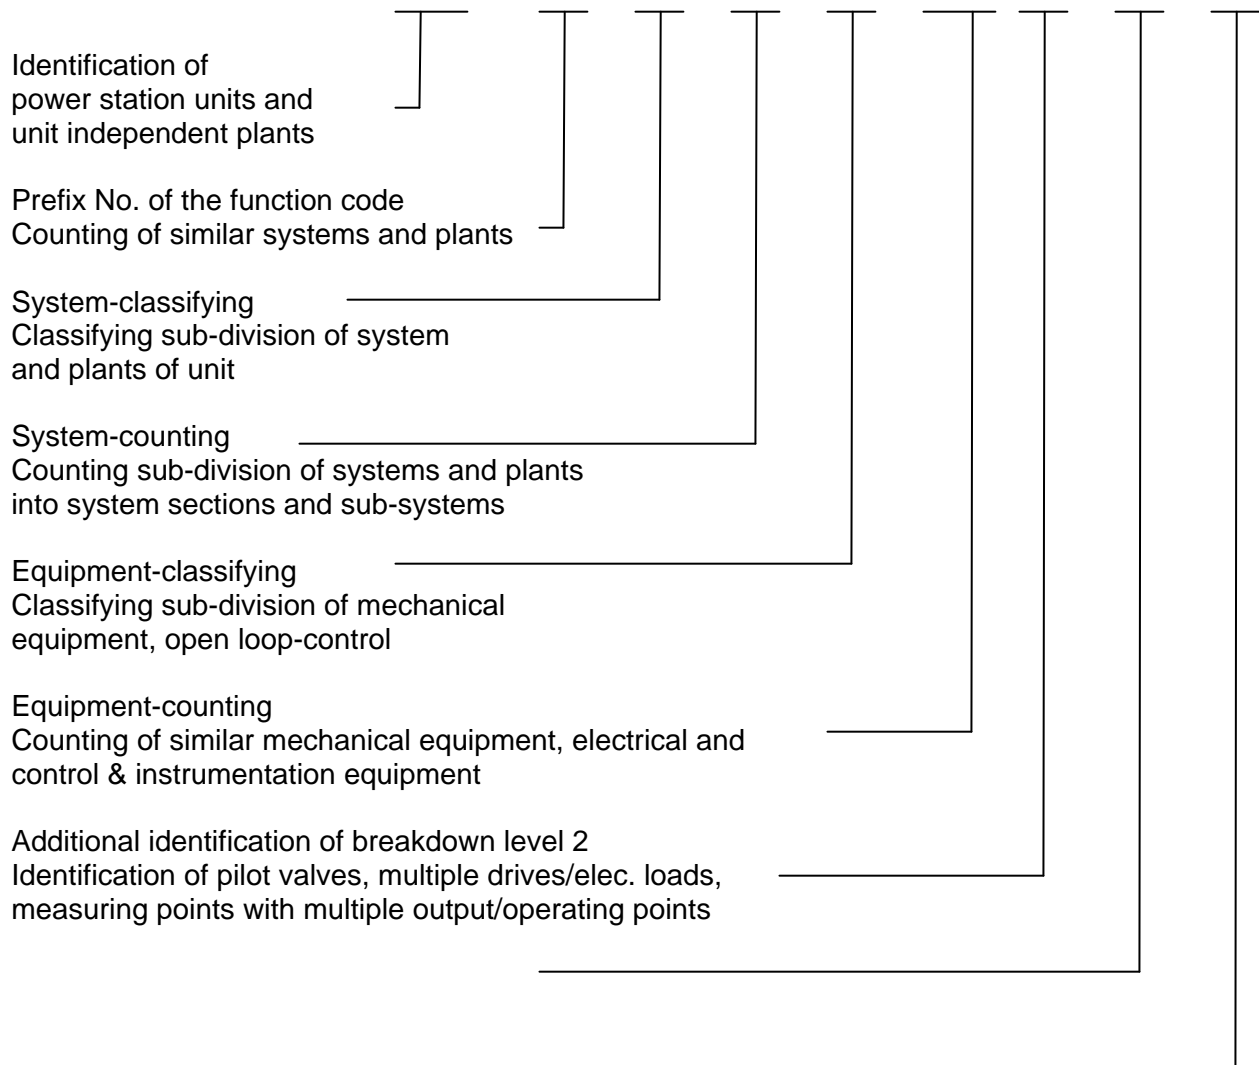 Identification of
power station units and
unit independent plants
Prefix No. of the function code
Counting of similar systems and plants
System-classifying
Classifying sub-division of system
and plants of unit
System-counting
Counting sub-division of systems and plants
into system sections and sub-systems
Equipment-classifying
Classifying sub-division of mechanical
equipment, open loop-control
Equipment-counting
Counting of similar mechanical equipment, electrical and
control & instrumentation equipment
Additional identification of breakdown level 2
Identification of pilot valves, multiple drives/elec. loads,
measuring points with multiple output/operating points